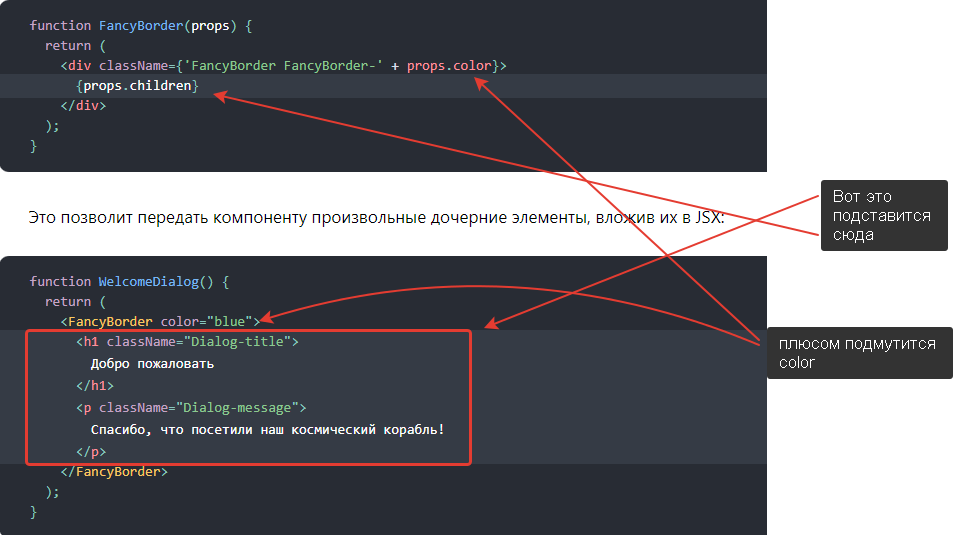 function FancyBorder(props) {
  return (
    <div className={'FancyBorder FancyBorder-' + props.color}>
      {props.children}
    </div>
  );
}
Это позволит передать компоненту произвольные дочерние элементы, вложив их в JSX:
Вот это
подставится
сюда
function WelcomeDialog() {
  return (
    <FancyBorder color="blue">
      <h1 className="Dialog-title">
        Добро пожаловать
      </h1>
      <p className="Dialog-message">
        Спасибо, что посетили наш космический корабль!
      </p>
    </FancyBorder>
  );
}
плюсом подмутится
color